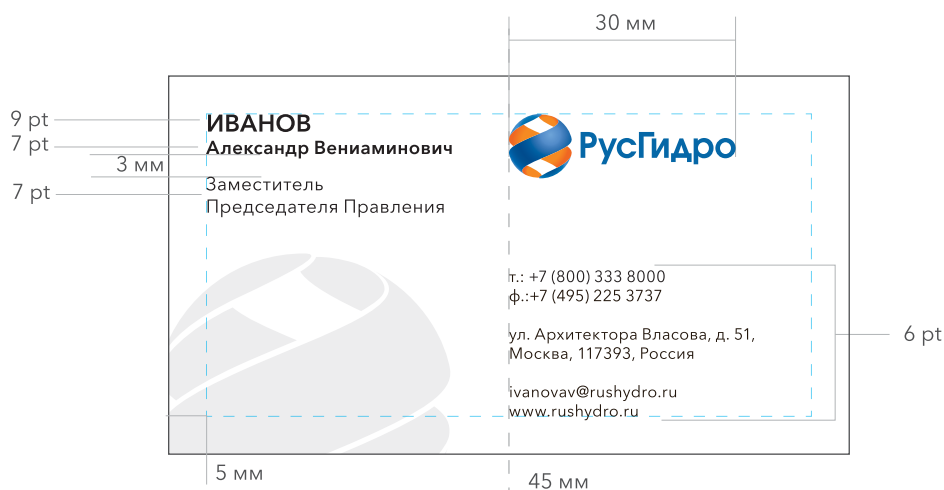 30 мм
9 pt
ИВАНОВ
7 pt
Александр Вениаминович
РусГидро
3 мм
7 pt
Заместитель
Председателя Правления
т.: +7 (800) 333 8000
ф.:+7 (495) 225 3737
ул. Архитектора Власова, д. 51,
Москва, 117393, Россия
6 pt
ivanovav@rushydro.ru
www.rushydro.ru
5 мм
45 мм